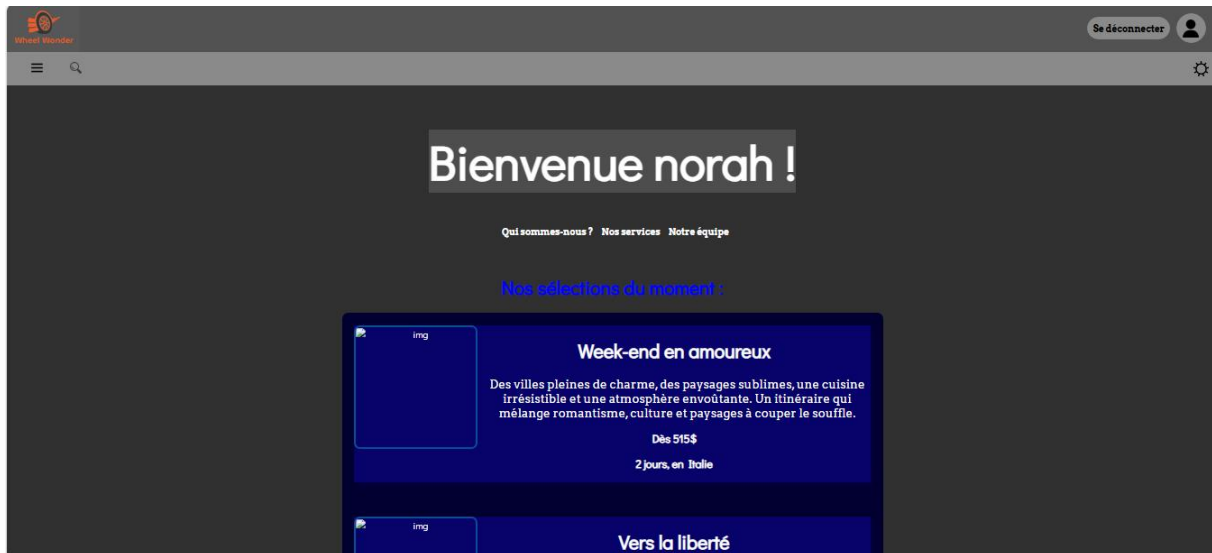 Wheel Wonder
Se déconnecter
Bienvenue norah !
Qui sommes-nous ? Nos services Notre équipe
Nos sélections du moment :
img
Week-end en amoureux
Des villes pleines de charme, des paysages sublimes, une cuisine
irrésistible et une atmosphère envoûtante. Un itinéraire qui
mélange romantisme, culture et paysages à couper le souffle.
Dès 515$
2 jours, en Italie
img
Vers la liberté